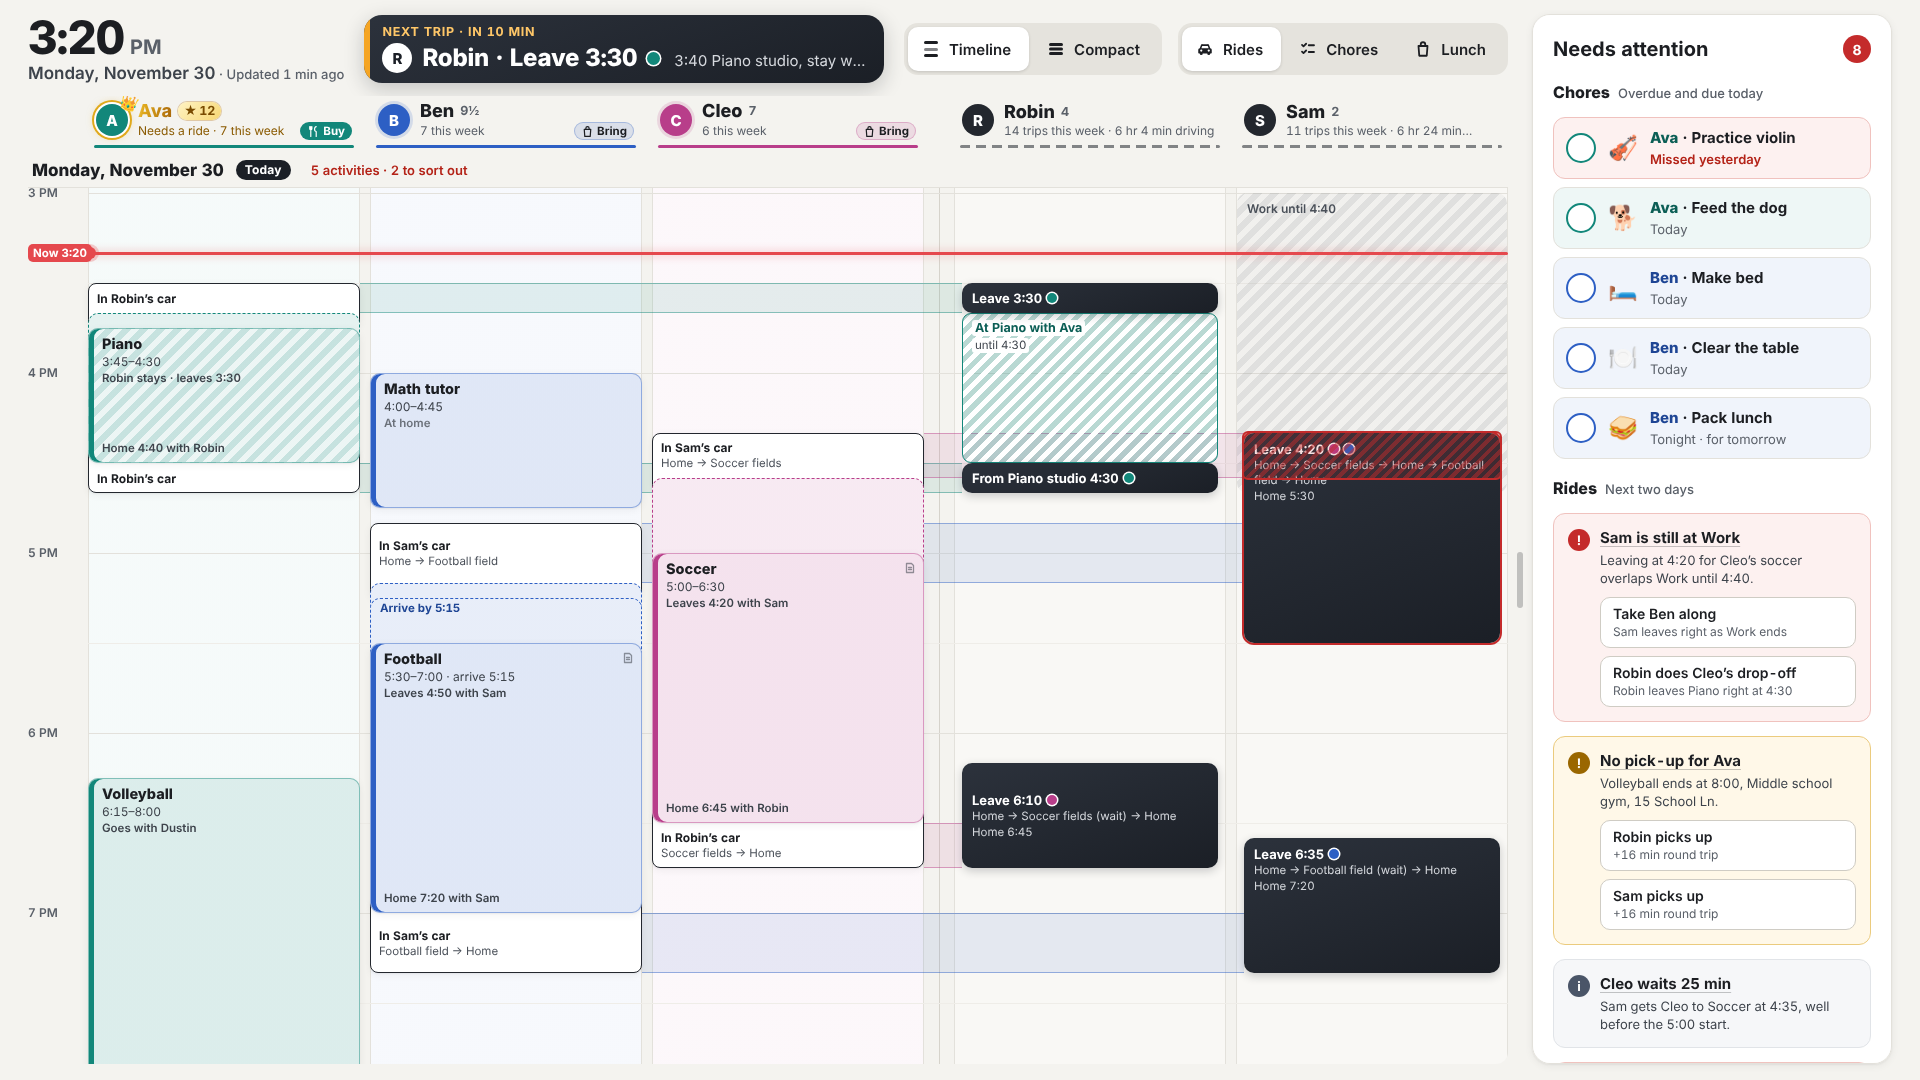 3:20 PM
Monday, November 30 · Updated 1 min ago
NEXT TRIP · IN 10 MIN
R Robin · Leave 3:30 3:40 Piano studio, stay w…
Timeline
Compact
Rides
Chores
Lunch
A Ava ★ 12
Needs a ride · 7 this week
Buy
B Ben 9½
7 this week
Bring
C Cleo 7
6 this week
Bring
R Robin 4
14 trips this week · 6 hr 4 min driving
S Sam 2
11 trips this week · 6 hr 24 min…
Monday, November 30 Today 5 activities · 2 to sort out
3 PM
Now 3:20
4 PM
5 PM
6 PM
7 PM
In Robin’s car
Piano
3:45–4:30
Robin stays · leaves 3:30
Home 4:40 with Robin
In Robin’s car
Volleyball
6:15–8:00
Goes with Dustin
Math tutor
4:00–4:45
At home
In Sam’s car
Home → Football field
Arrive by 5:15
Football
5:30–7:00 · arrive 5:15
Leaves 4:50 with Sam
Home 7:20 with Sam
In Sam’s car
Football field → Home
In Sam’s car
Home → Soccer fields
Soccer
5:00–6:30
Leaves 4:20 with Sam
Home 6:45 with Robin
In Robin’s car
Soccer fields → Home
Leave 3:30
At Piano with Ava
until 4:30
From Piano studio 4:30
Leave 6:10
Home → Soccer fields (wait) → Home
Home 6:45
Work until 4:40
Leave 4:20
Home → Soccer fields → Home → Football
field → Home
Home 5:30
Leave 6:35
Home → Football field (wait) → Home
Home 7:20
Needs attention 8
Chores Overdue and due today
Ava · Practice violin
Missed yesterday
Ava · Feed the dog
Today
Ben · Make bed
Today
Ben · Clear the table
Today
Ben · Pack lunch
Tonight · for tomorrow
Rides Next two days
! Sam is still at Work
Leaving at 4:20 for Cleo’s soccer
overlaps Work until 4:40.
Take Ben along
Sam leaves right as Work ends
Robin does Cleo’s drop-off
Robin leaves Piano right at 4:30
! No pick-up for Ava
Volleyball ends at 8:00, Middle school
gym, 15 School Ln.
Robin picks up
+16 min round trip
Sam picks up
+16 min round trip
i Cleo waits 25 min
Sam gets Cleo to Soccer at 4:35, well
before the 5:00 start.